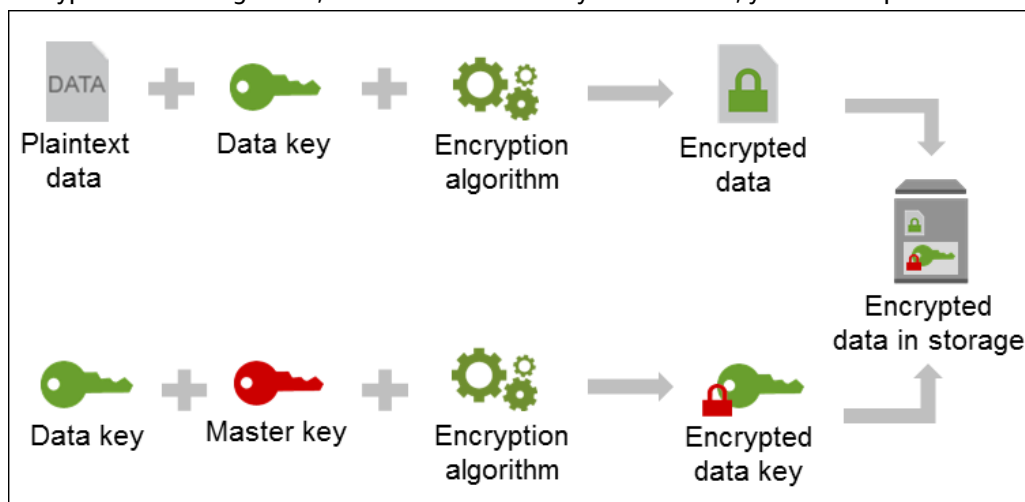 DATA
Plaintext
data
Data key
Encryption
algorithm
Encrypted
data
Encrypted
data in storage
Data key
Master key
Encryption
algorithm
Encrypted
data key